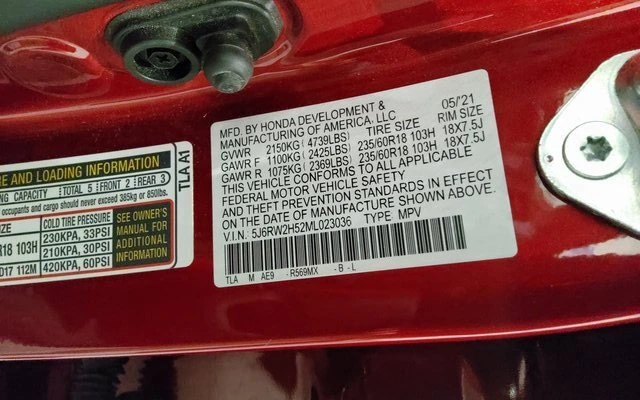 RE AND LOADING INFORMATION
TLA A1
NG CAPACITY TOTAL 5 FRONT 2 REAR 3
occupants and cargo should never exceed 385kg or 850lbs.
COLD TIRE PRESSURE
R18 103H 230KPA, 33PSI
210KPA, 30PSI
D17 112M 420KPA, 60PSI
SEE OWNER'S
MANUAL FOR
ADDITIONAL
INFORMATION
MFD. BY HONDA DEVELOPMENT & 05/'21
MANUFACTURING OF AMERICA, LLC
GVWR 2150KG( 4739LBS) TIRE SIZE RIM SIZE
GAWR F 1100KG( 2425LBS) 235/60R18 103H 18X7.5J
GAWR R 1075KG( 2369LBS) 235/60R18 103H 18X7.5J
THIS VEHICLE CONFORMS TO ALL APPLICABLE
FEDERAL MOTOR VEHICLE SAFETY
AND THEFT PREVENTION STANDARDS IN EFFECT
ON THE DATE OF MANUFACTURE SHOWN ABOVE.
V.I.N. 5J6RW2H52ML023036 TYPE MPV
TLA M AE9 -R569MX -B-L